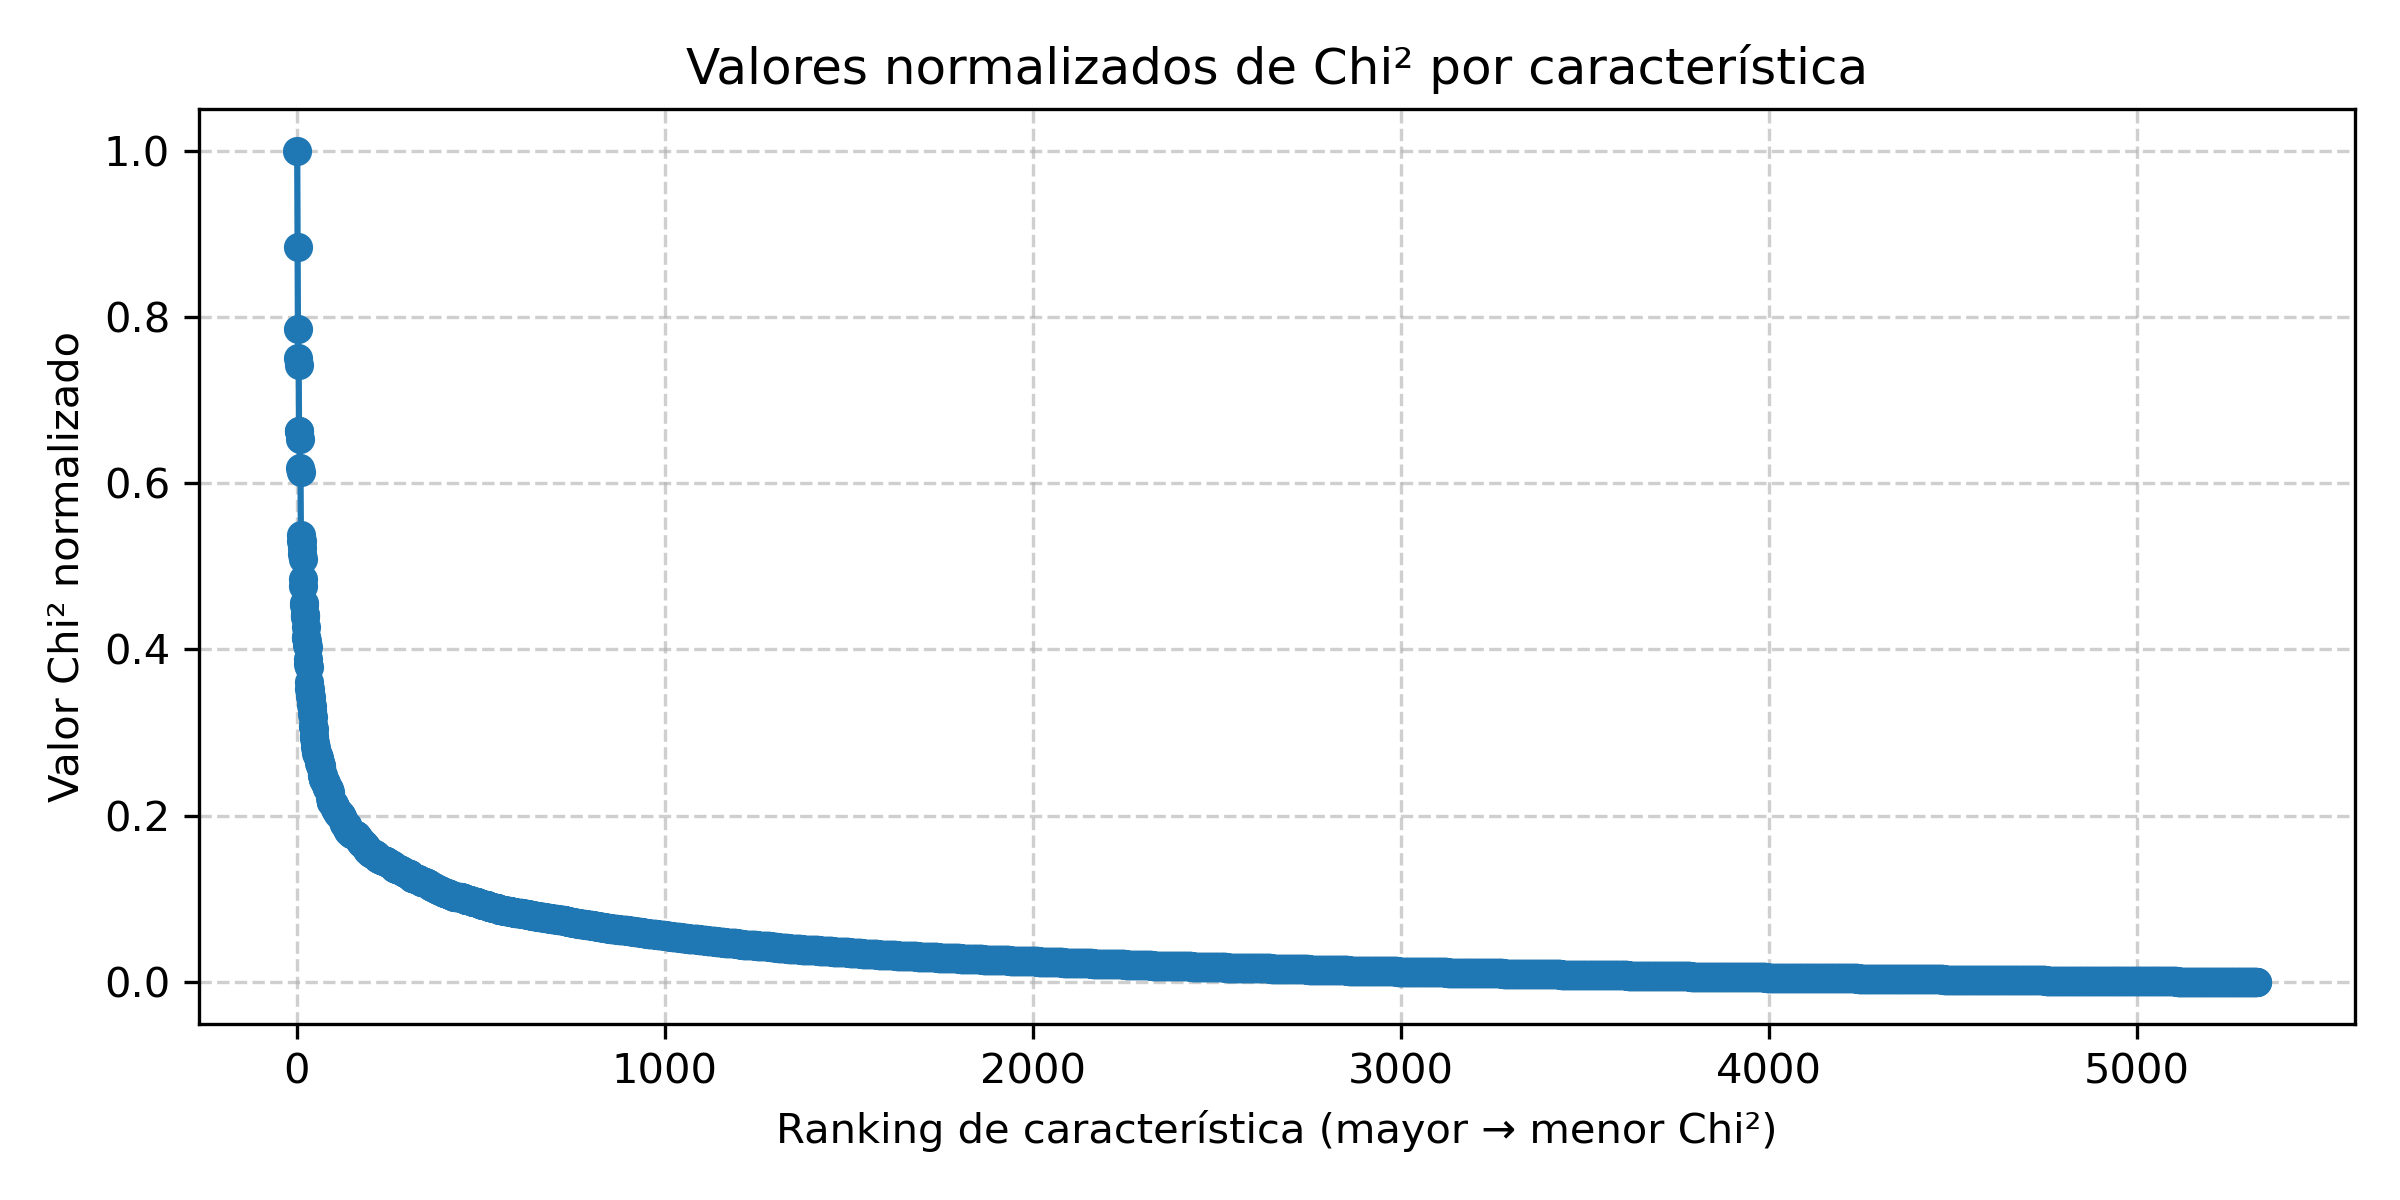 Valores normalizados de Chi² por característica
Valor Chi² normalizado
1.0
0.8
0.6
0.4
0.2
0.0
0 1000 2000 3000 4000 5000
Ranking de característica (mayor → menor Chi²)